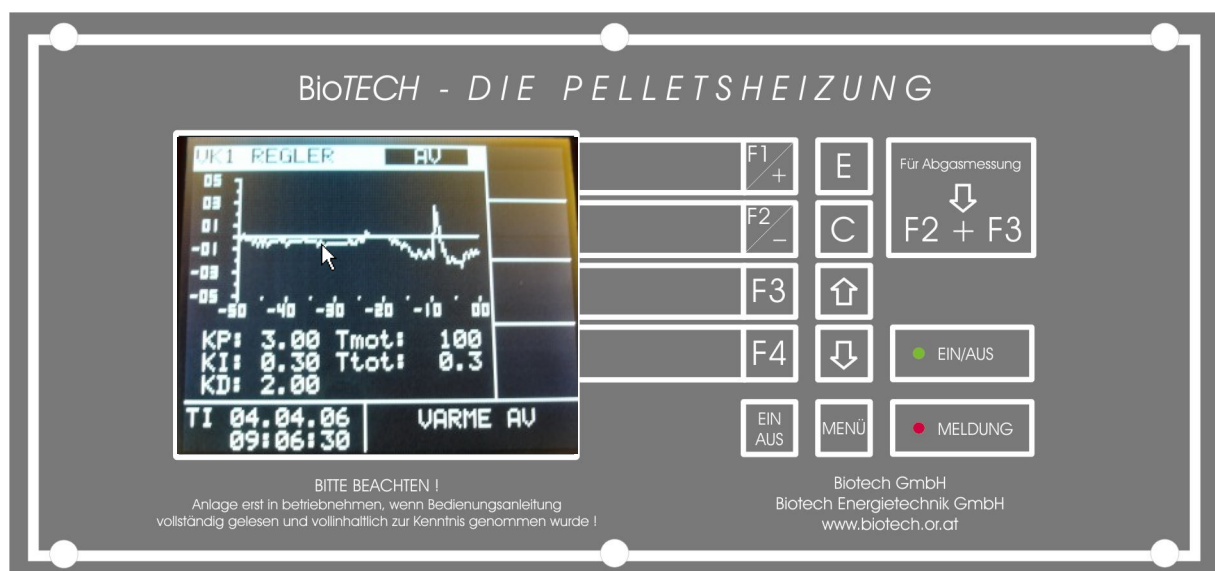 BioTECH - DIE PELLETSHEIZUNG
VK1 REGLER AV
05
03
01
-01
-03
-05
-50 -40 -30 -20 -10 00
KP: 3.00 Tmot: 100
KI: 0.30 Ttot: 0.3
KD: 2.00
TI 04.04.06 VARME AV
09:06:30
F1
+
E
F2
-
C
F3
F4
EIN
AUS
MENÜ
Für Abgasmessung
F2 + F3
EIN/AUS
MELDUNG
BITTE BEACHTEN !
Anlage erst in betriebnehmen, wenn Bedienungsanleitung
vollständig gelesen und vollinhaltlich zur Kenntnis genommen wurde !
Biotech GmbH
Biotech Energietechnik GmbH
www.biotech.or.at